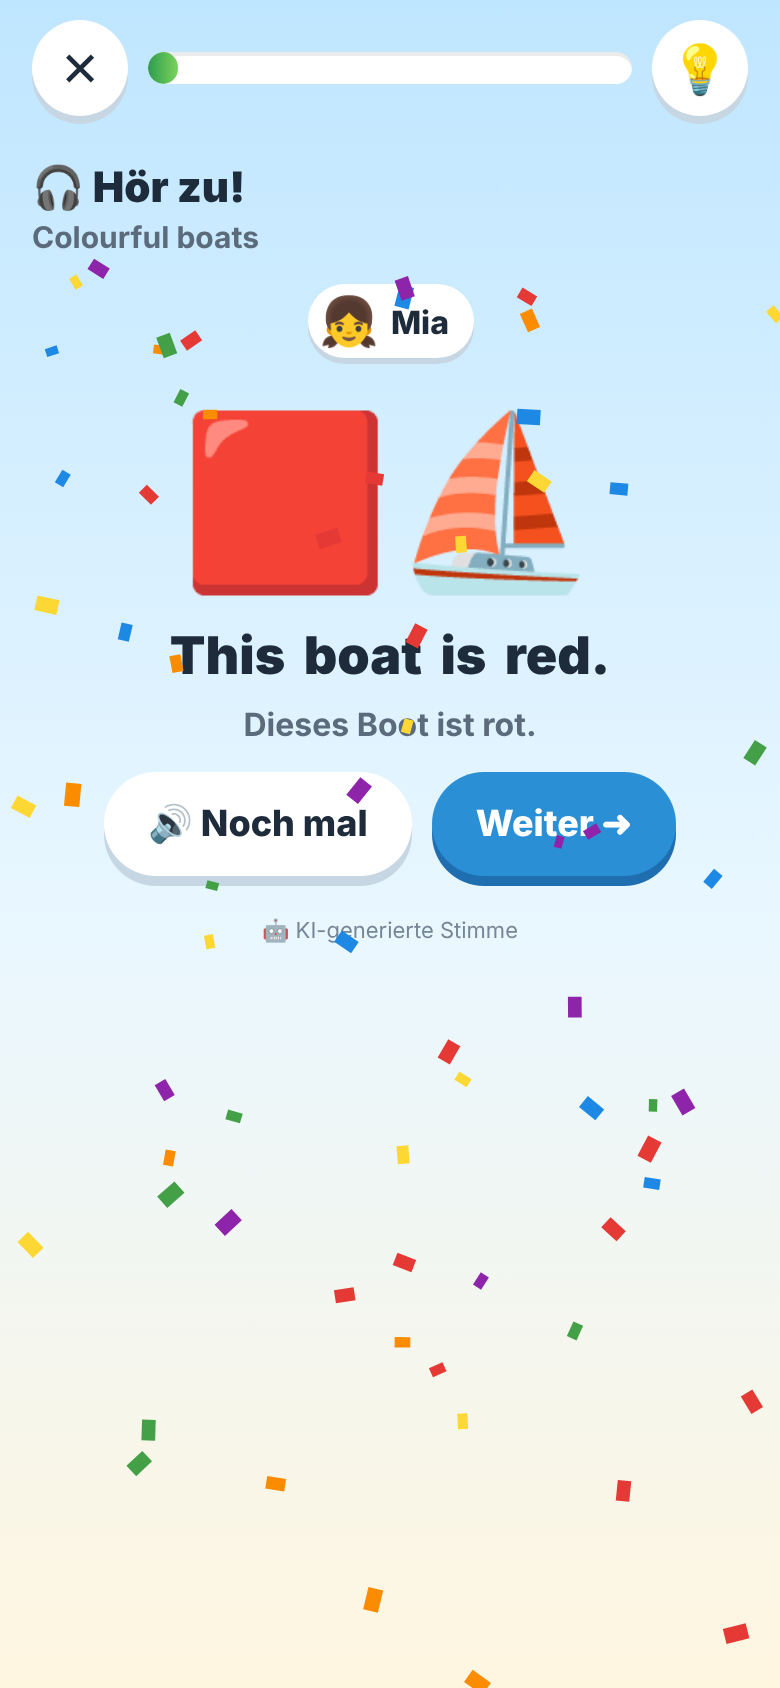 Hör zu!
Colourful boats
Mia
This boat is red.
Dieses Boot ist rot.
Noch mal
Weiter ➜
KI-generierte Stimme